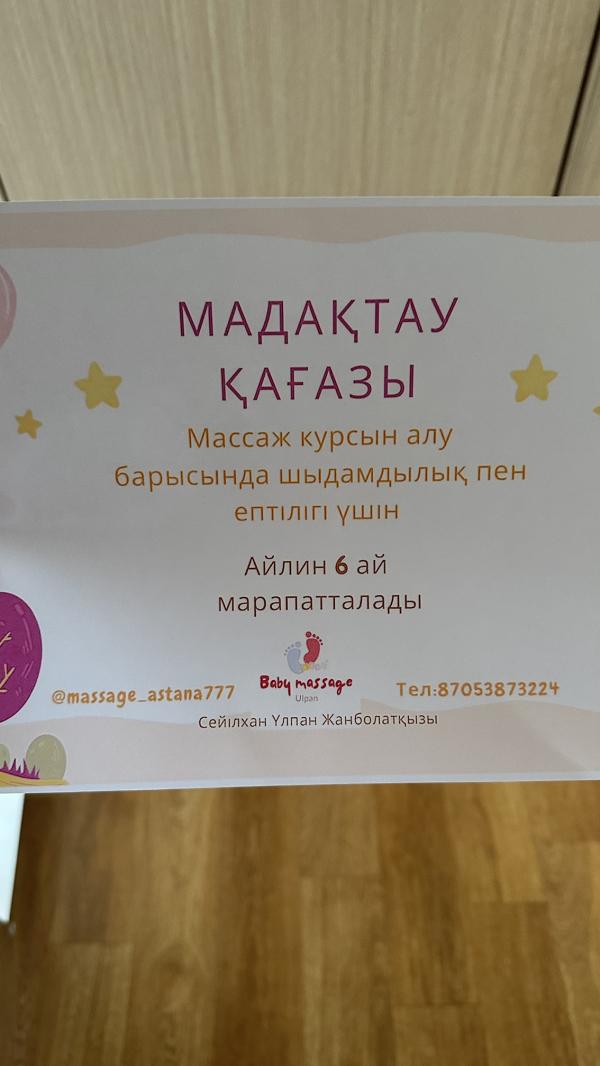 МАДАҚТАУ
ҚАҒАЗЫ
Массаж курсын алу
барысында шыдамдылық пен
ептілігі үшін
Айлин 6 ай
марапатталады
Baby massage
Ulpan
@massage_astana777
Тел:87053873224
Сейілхан Үлпан Жанболатқызы